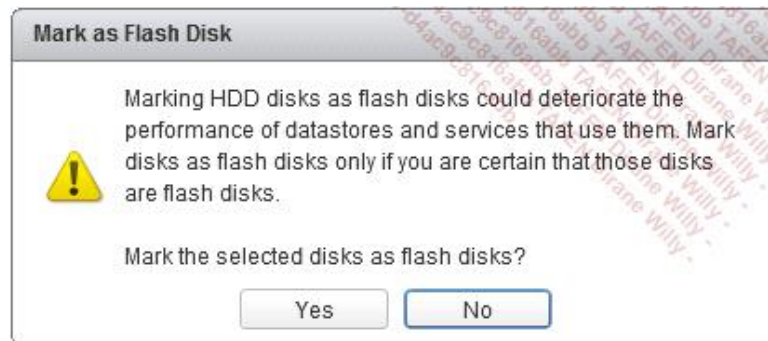 Mark as Flash Disk
Marking HDD disks as flash disks could deteriorate the
performance of datastores and services that use them. Mark
disks as flash disks only if you are certain that those disks
are flash disks.
Mark the selected disks as flash disks?
Yes No